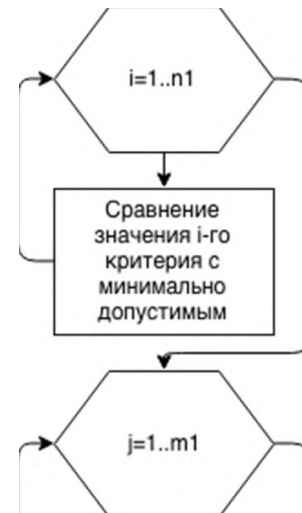 i=1..n1
Сравнение
значения i-го
критерия с
минимально
допустимым
j=1..m1